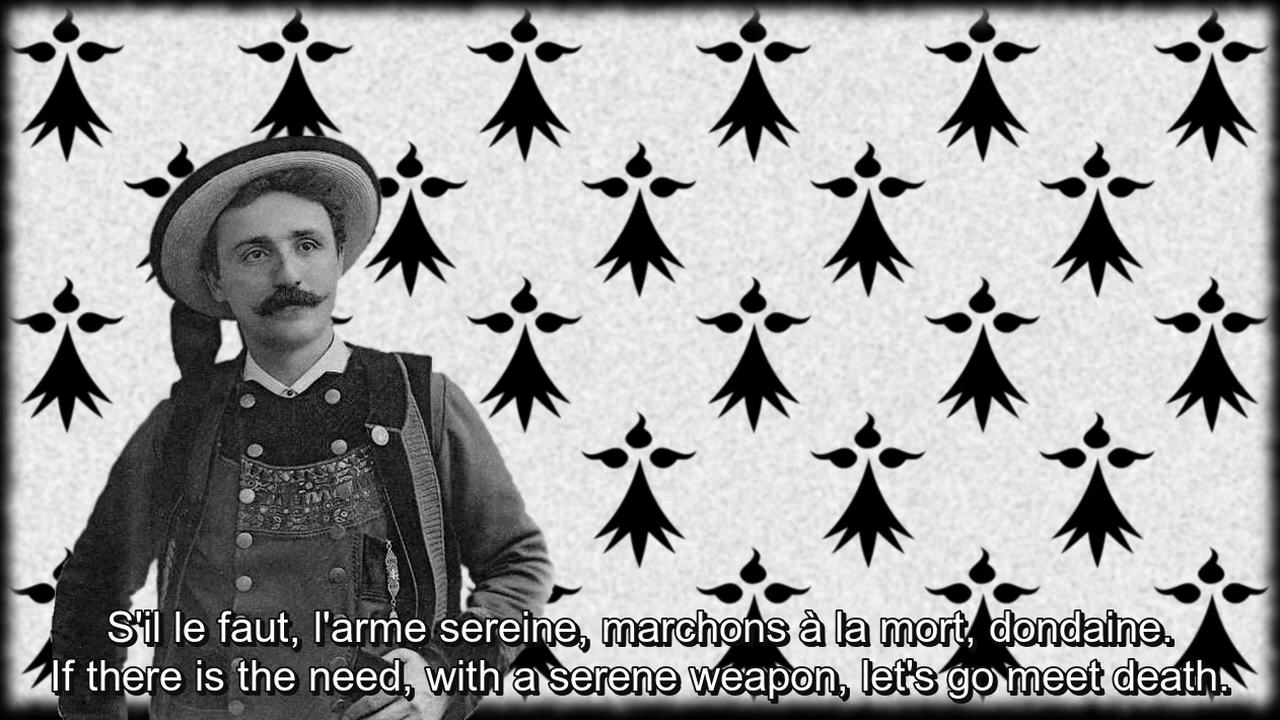 S'il le faut, l'arme sereine, marchons à la mort, dondaine.
If there is the need, with a serene weapon, let's go meet death.